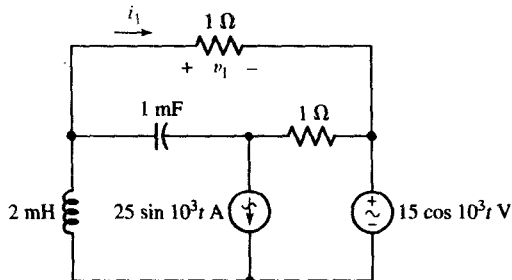 i₁
1 Ω
+ v₁ −
1 mF
1 Ω
2 mH
25 sin 10³t A
+
−
15 cos 10³t V